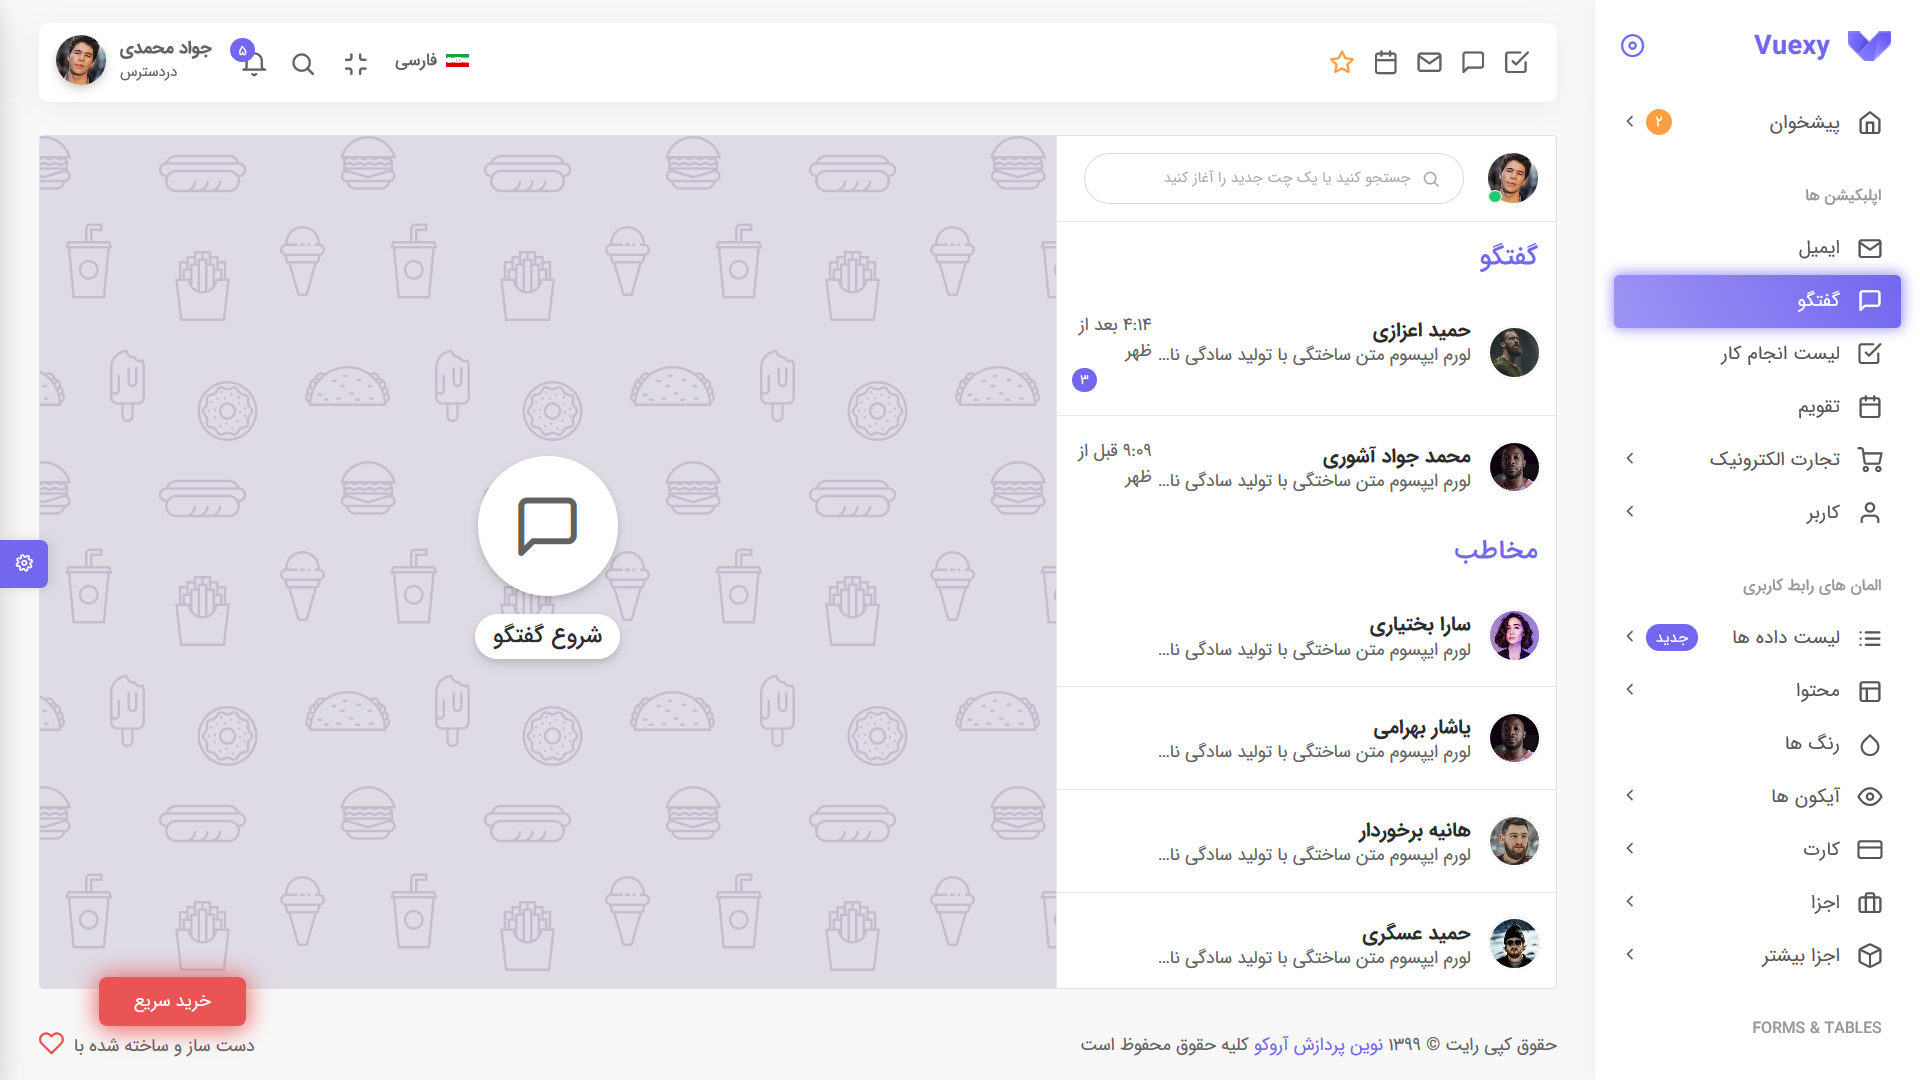 Vuexy
پیشخوان
۲
اپلیکیشن ها
ایمیل
گفتگو
لیست انجام کار
تقویم
تجارت الکترونیک
کاربر
المان های رابط کاربری
لیست داده ها
جدید
محتوا
رنگ ها
آیکون ها
کارت
اجزا
اجزا بیشتر
FORMS & TABLES
فارسی
۵
جواد محمدی
دردسترس
جستجو کنید یا یک چت جدید را آغاز کنید
گفتگو
حمید اعزازی
لورم ایپسوم متن ساختگی با تولید سادگی نا...
۴:۱۴ بعد از
ظهر
۳
محمد جواد آشوری
لورم ایپسوم متن ساختگی با تولید سادگی نا...
۹:۰۹ قبل از
ظهر
مخاطب
سارا بختیاری
لورم ایپسوم متن ساختگی با تولید سادگی نا...
یاشار بهرامی
لورم ایپسوم متن ساختگی با تولید سادگی نا...
هانیه برخوردار
لورم ایپسوم متن ساختگی با تولید سادگی نا...
حمید عسگری
لورم ایپسوم متن ساختگی با تولید سادگی نا...
شروع گفتگو
خرید سریع
حقوق کپی رایت © ۱۳۹۹ نوین پردازش آروکو کلیه حقوق محفوظ است
دست ساز و ساخته شده با